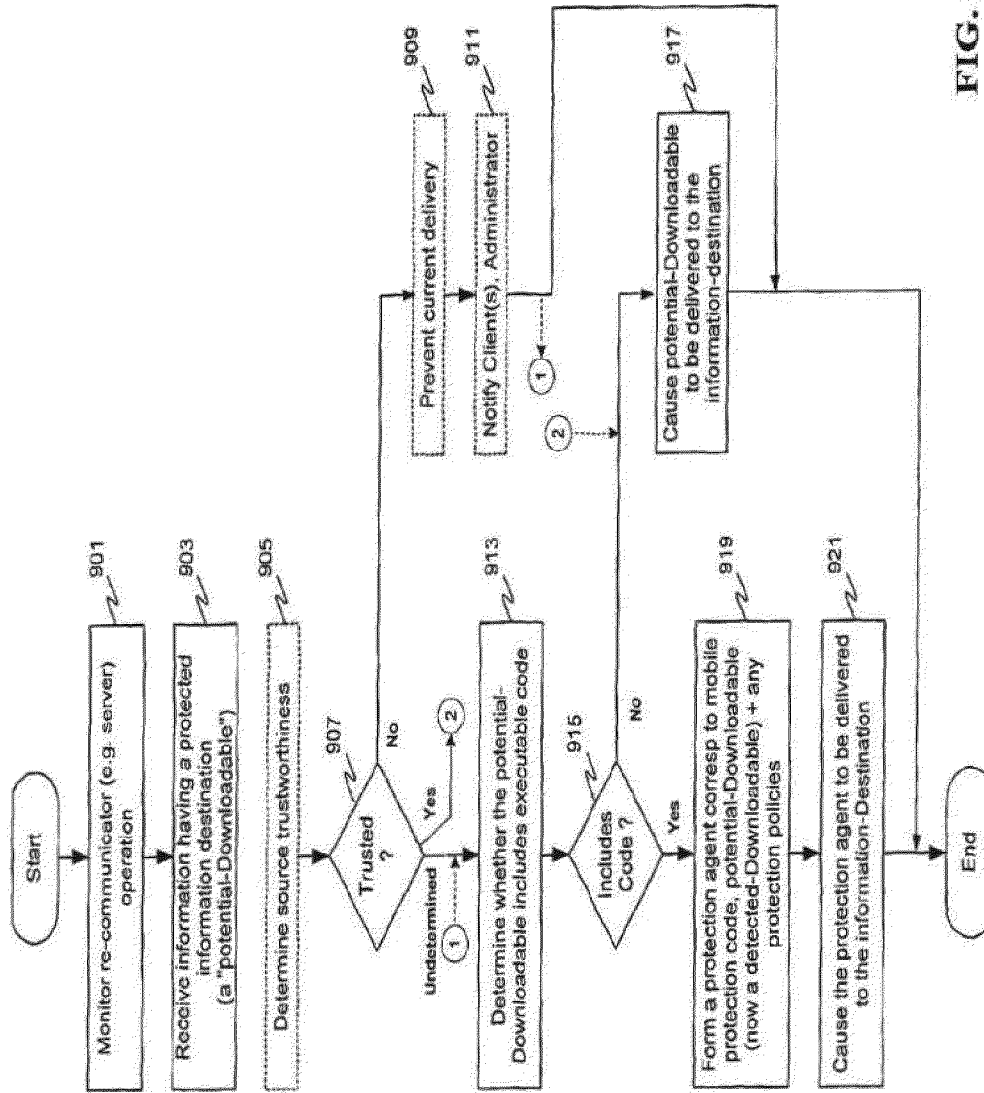 Start
901
Monitor re-communicator (e.g. server)
operation
903
Receive information having a protected
information destination
(a "potential-Downloadable")
905
Determine source trustworthiness
907
Trusted
?
No
Yes
2
Undetermined
1
909
Prevent current delivery
911
Notify Client(s), Administrator
1
2
913
Determine whether the potential-
Downloadable includes executable code
915
Includes
Code ?
No
Yes
917
Cause potential-Downloadable
to be delivered to the
information-destination
919
Form a protection agent corresp to mobile
protection code, potential-Downloadable
(now a detected-Downloadable) + any
protection policies
921
Cause the protection agent to be delivered
to the information-Destination
End
FIG.